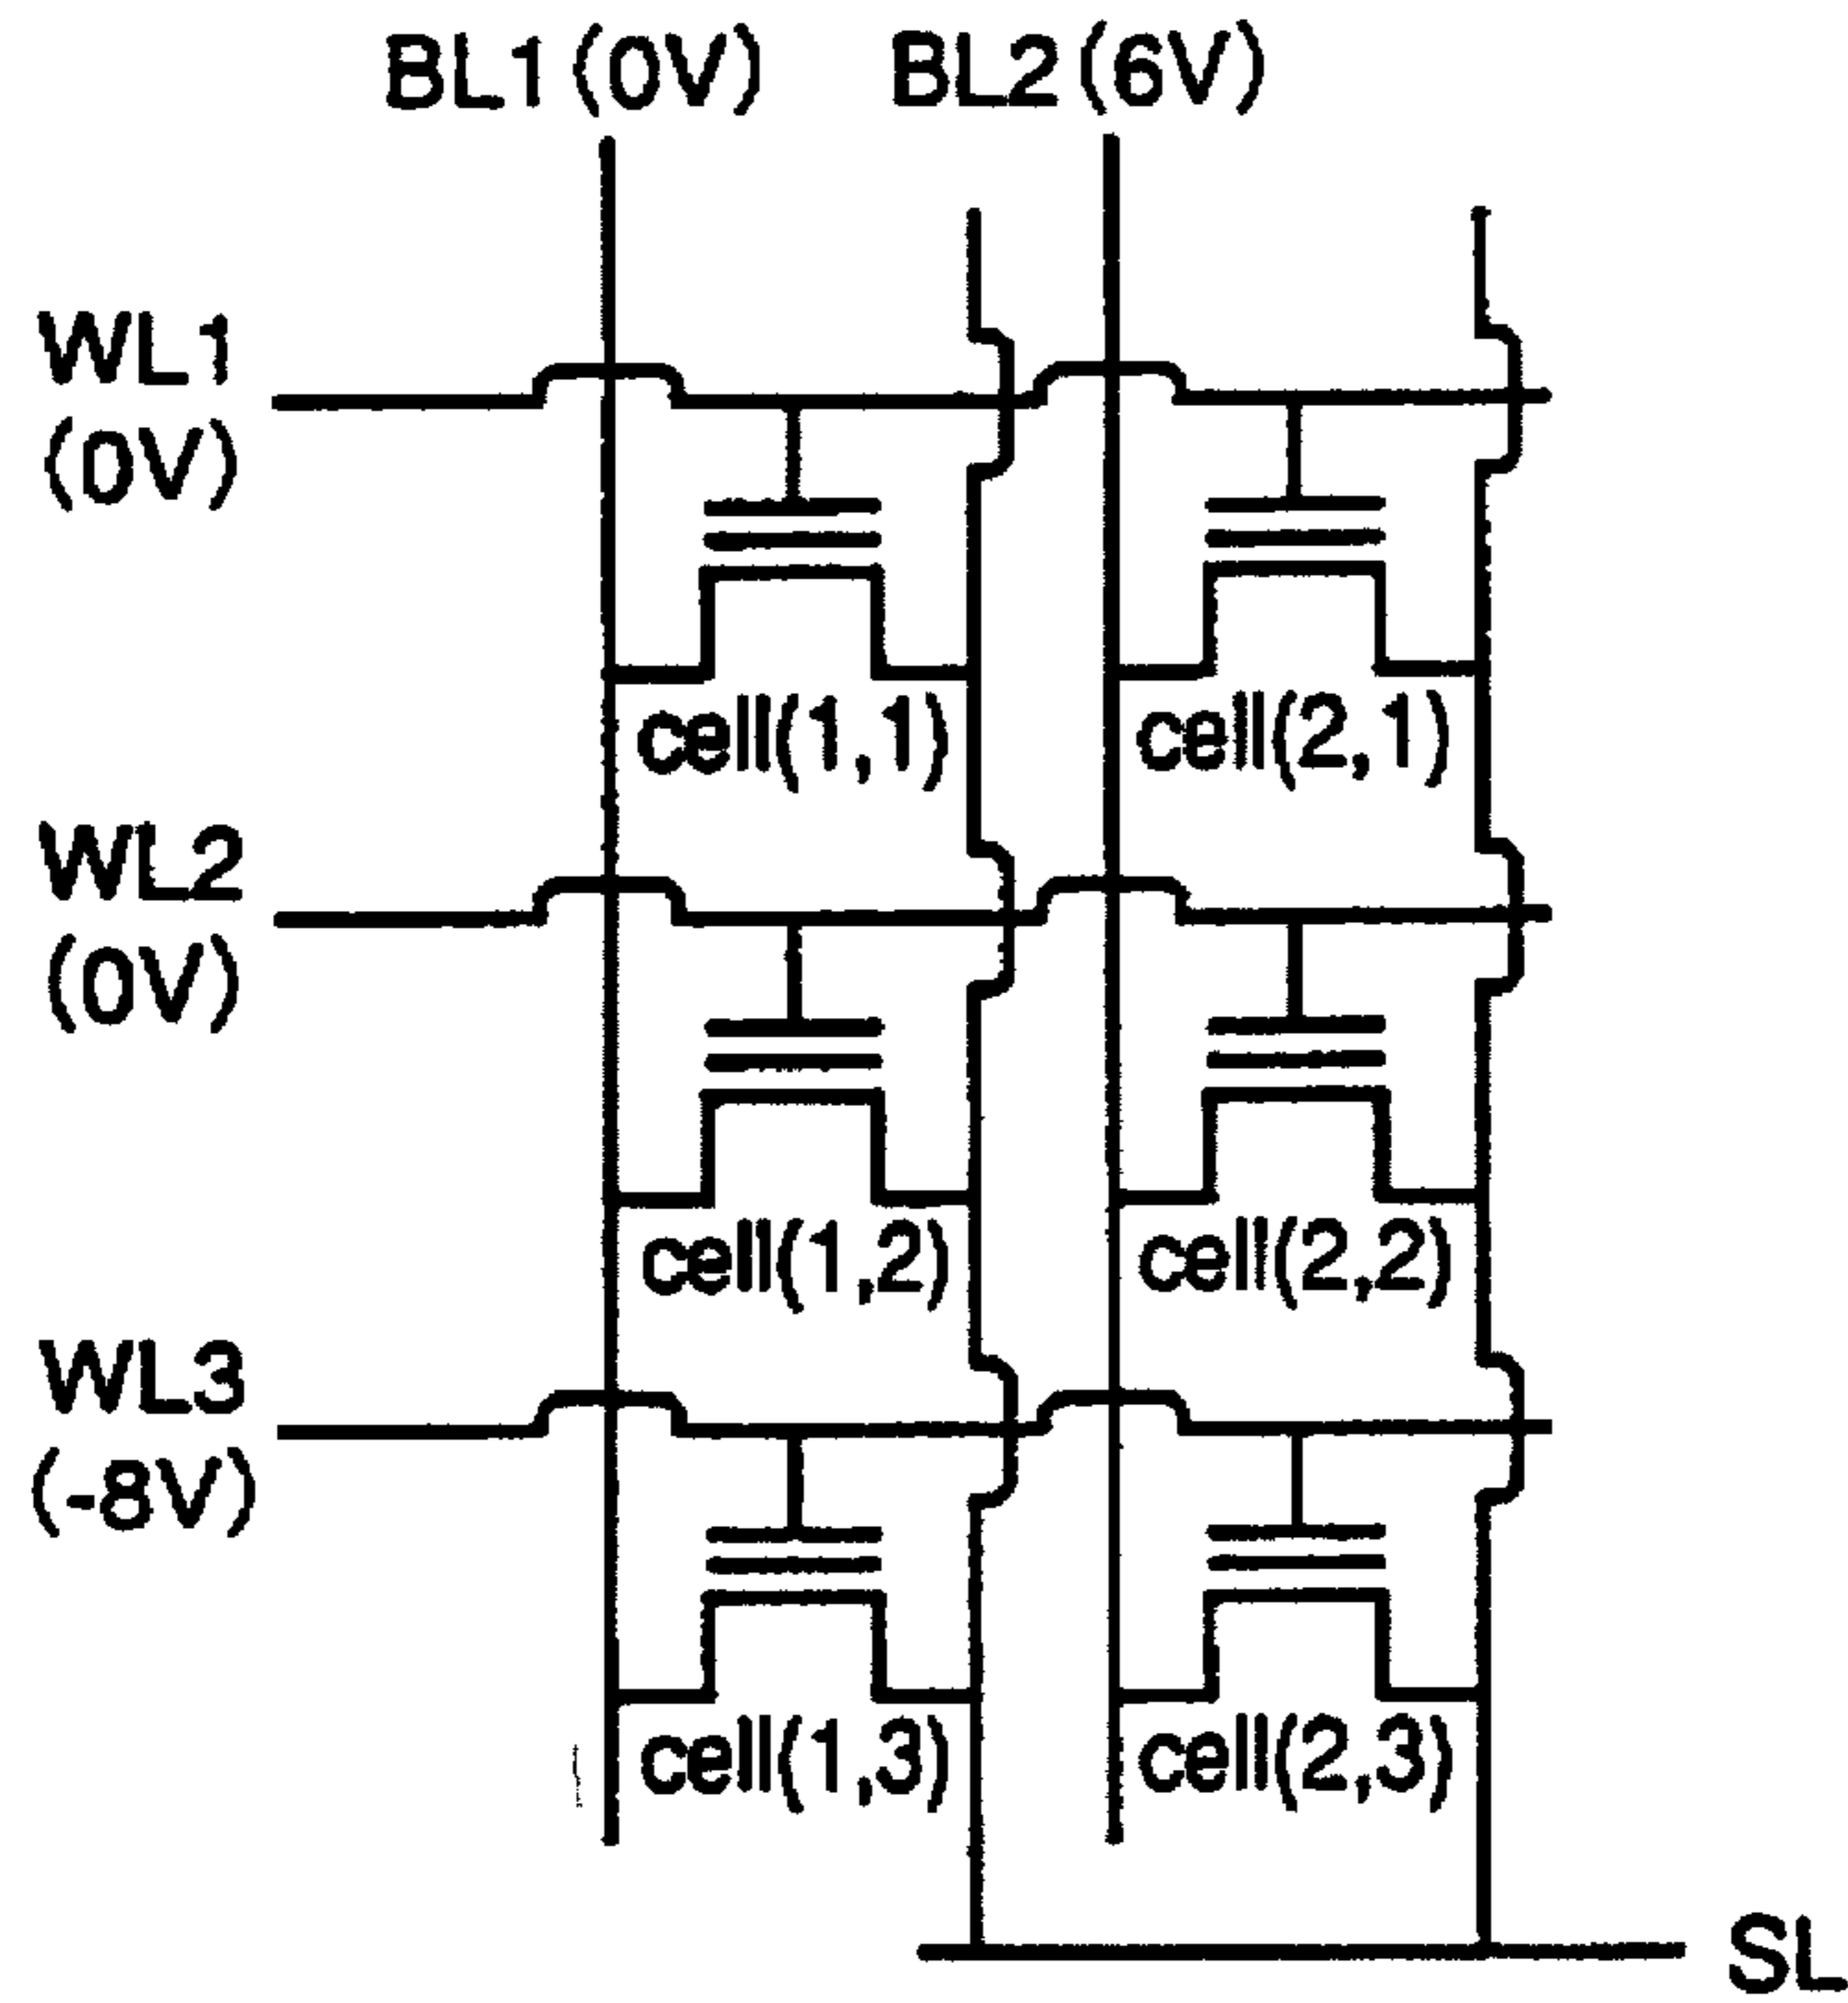 BL1(0V) BL2(6V)
WL1
(0V)
cell(1,1) cell(2,1)
WL2
(0V)
cell(1,2) cell(2,2)
WL3
(-8V)
cell(1,3) cell(2,3)
SL